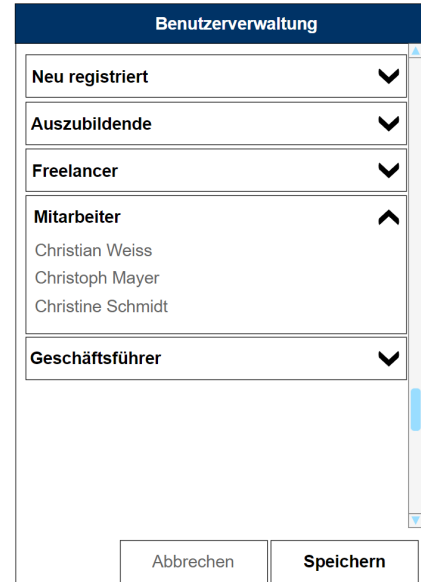 Benutzerverwaltung
Neu registriert
Auszubildende
Freelancer
Mitarbeiter
Christian Weiss
Christoph Mayer
Christine Schmidt
Geschäftsführer
Abbrechen
Speichern